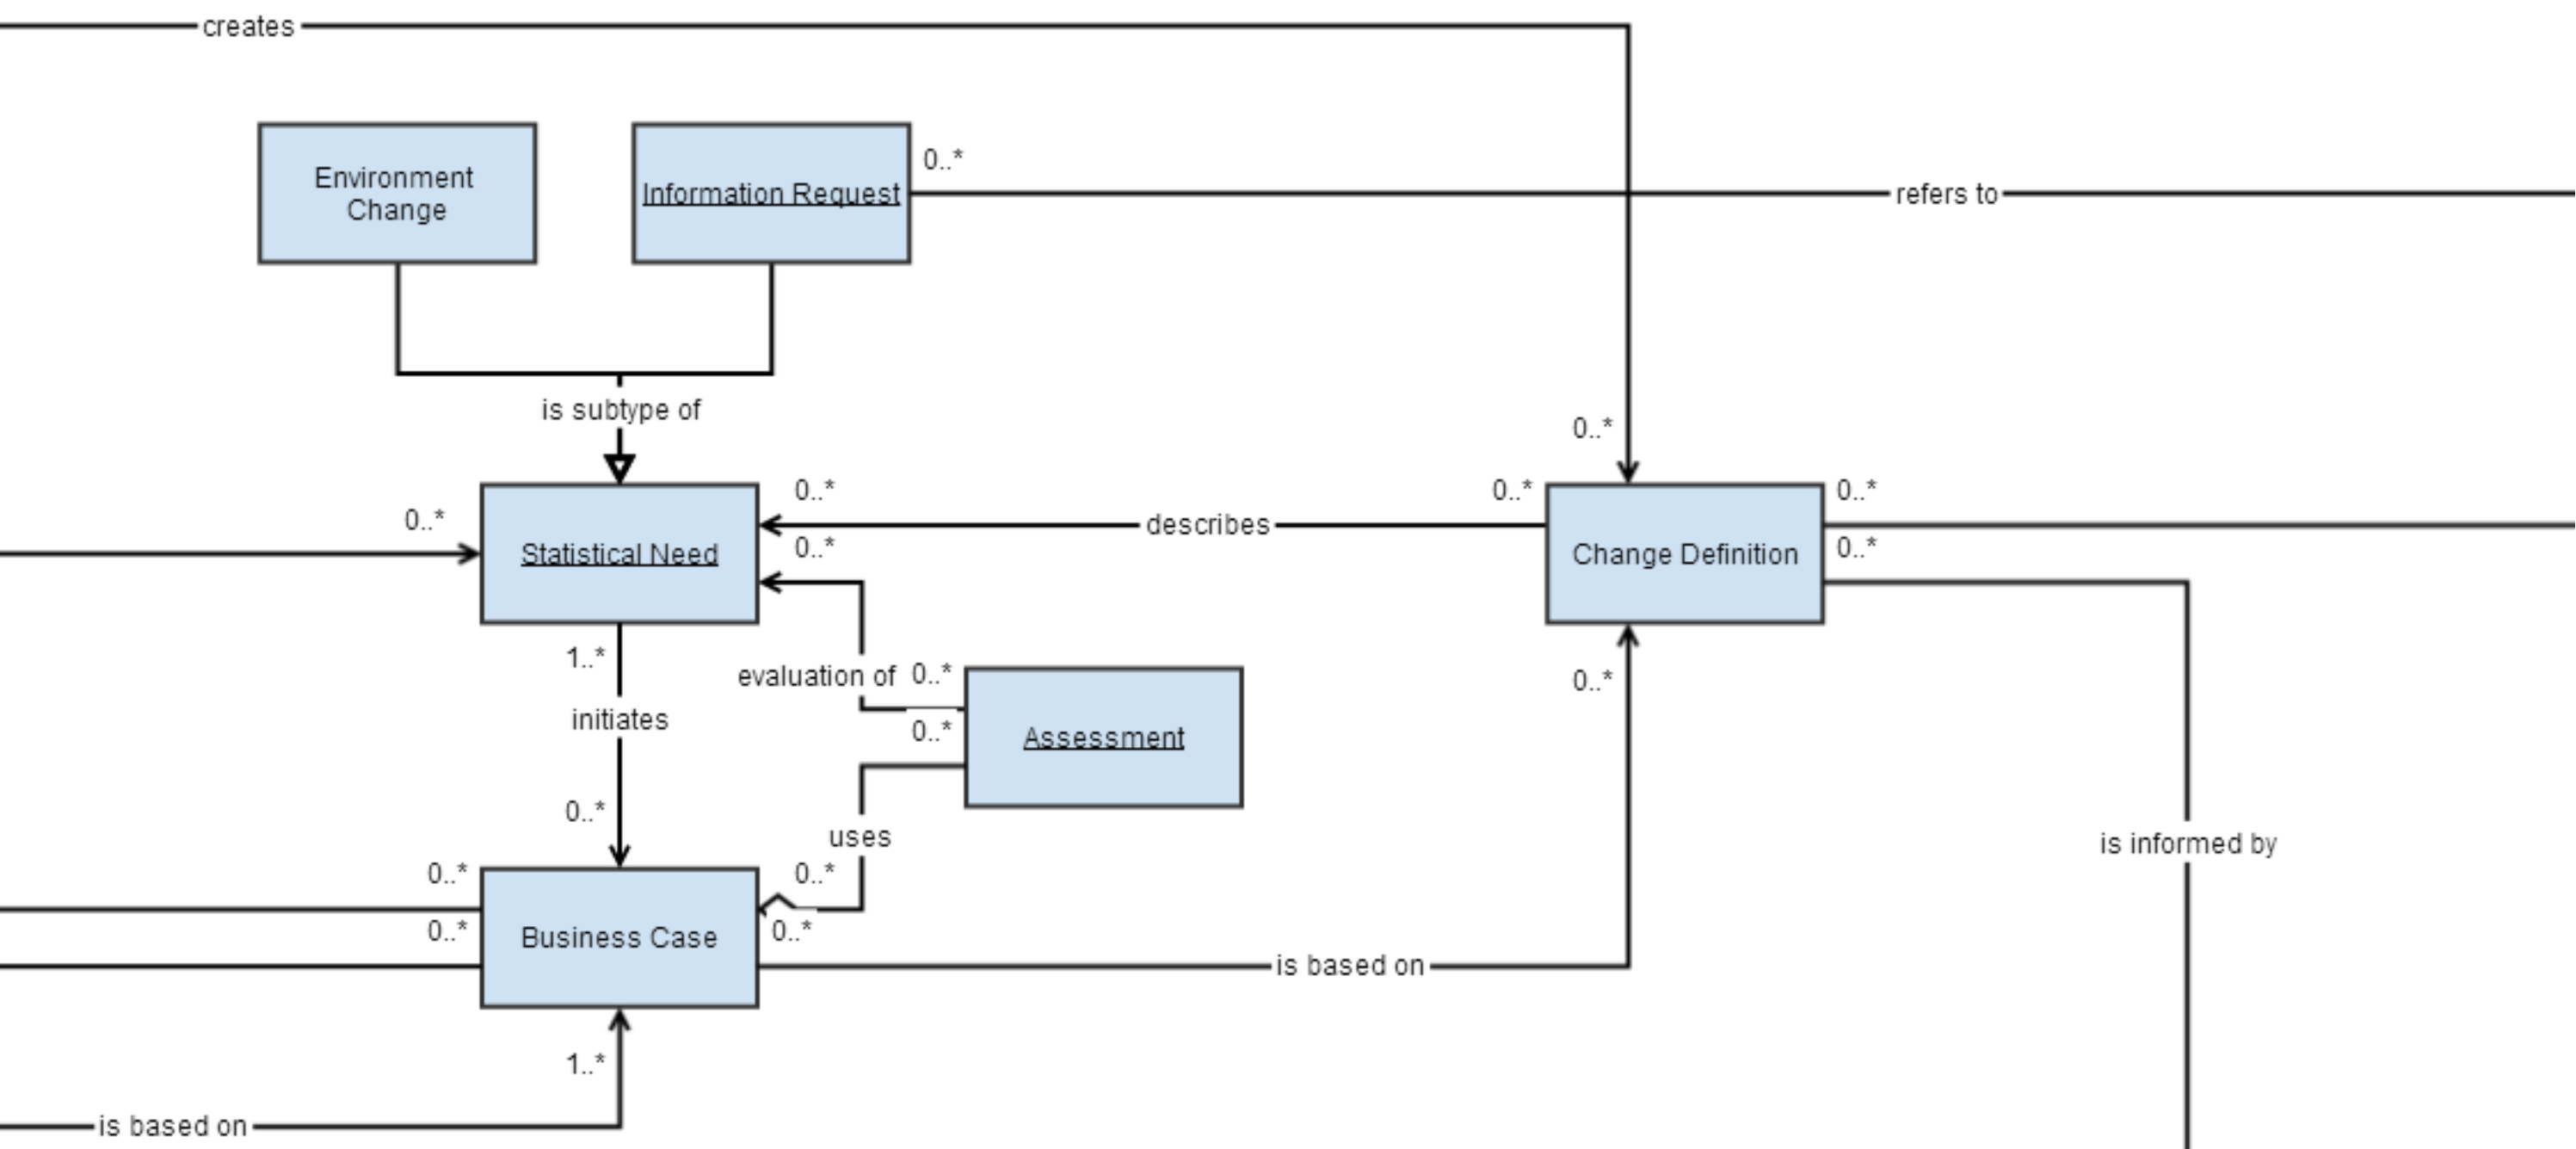 creates
Environment
Change
Information Request
0..*
refers to
is subtype of
0..*
0..*
0..*
0..*
0..*
Statistical Need
describes
Change Definition
0..*
0..*
1..*
evaluation of
0..*
0..*
initiates
0..*
Assessment
0..*
uses
is informed by
0..*
0..*
0..*
0..*
Business Case
is based on
1..*
is based on